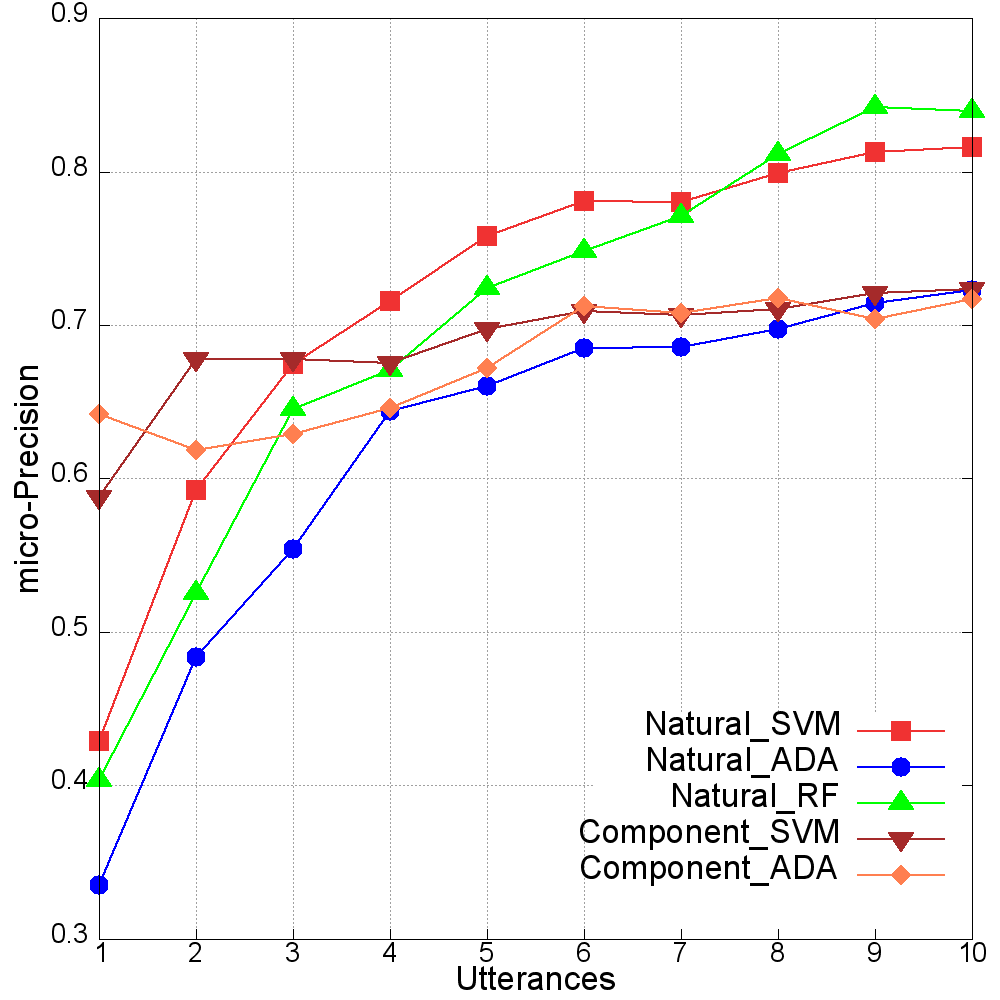 0.9
0.8
0.7
0.6
0.5
0.4
0.3
micro-Precision
1 2 3 4 5 6 7 8 9 10
Utterances
Natural_SVM
Natural_ADA
Natural_RF
Component_SVM
Component_ADA